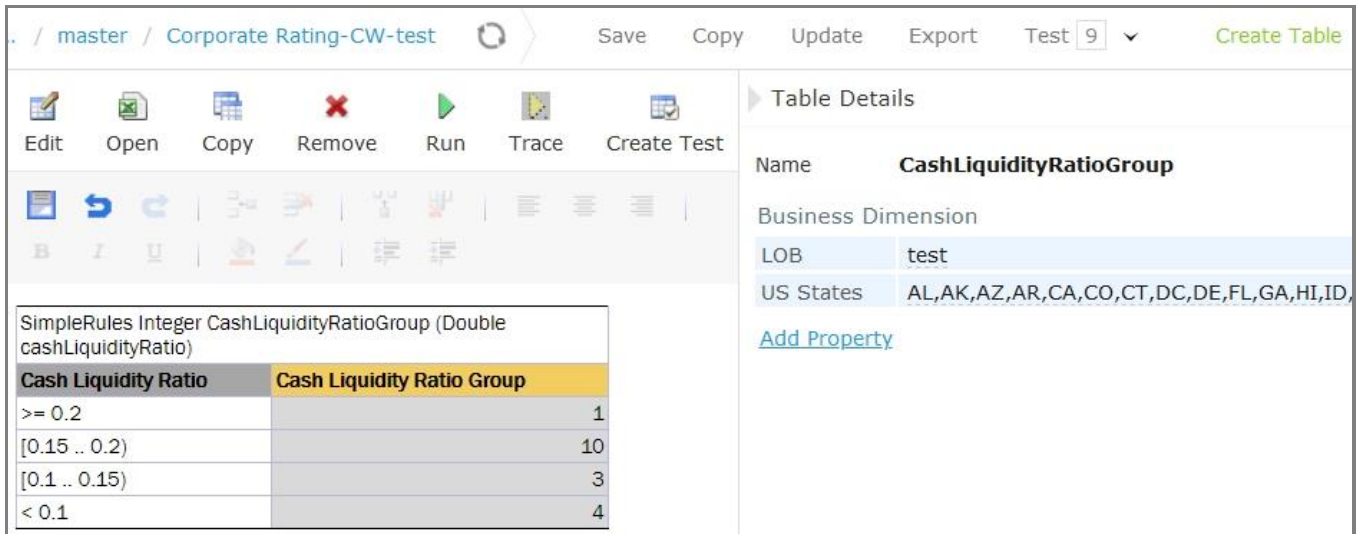 .. / master / Corporate Rating-CW-test Save Copy Update Export Test 9 Create Table
Edit Open Copy Remove Run Trace Create Test
B I U
SimpleRules Integer CashLiquidityRatioGroup (Double
cashLiquidityRatio)
Cash Liquidity Ratio Cash Liquidity Ratio Group
>= 0.2 1
[0.15 .. 0.2) 10
[0.1 .. 0.15) 3
< 0.1 4
Table Details
Name CashLiquidityRatioGroup
Business Dimension
LOB test
US States AL,AK,AZ,AR,CA,CO,CT,DC,DE,FL,GA,HI,ID,
Add Property